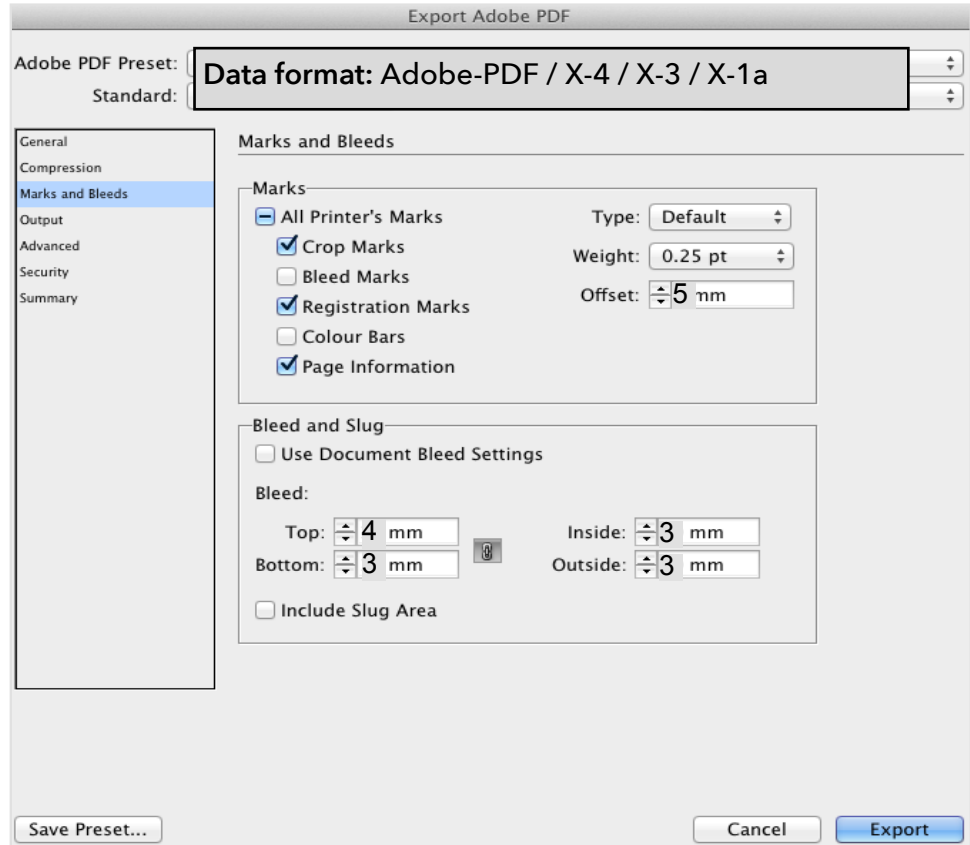 Export Adobe PDF
Adobe PDF Preset:
Data format: Adobe-PDF / X-4 / X-3 / X-1a
Standard:
General
Compression
Marks and Bleeds
Output
Advanced
Security
Summary
Marks and Bleeds
Marks
All Printer's Marks
Crop Marks
Bleed Marks
Registration Marks
Colour Bars
Page Information
Type: Default
Weight: 0.25 pt
Offset: 5 mm
Bleed and Slug
Use Document Bleed Settings
Bleed:
Top: 4 mm
Bottom: 3 mm
Inside: 3 mm
Outside: 3 mm
Include Slug Area
Save Preset...
Cancel
Export